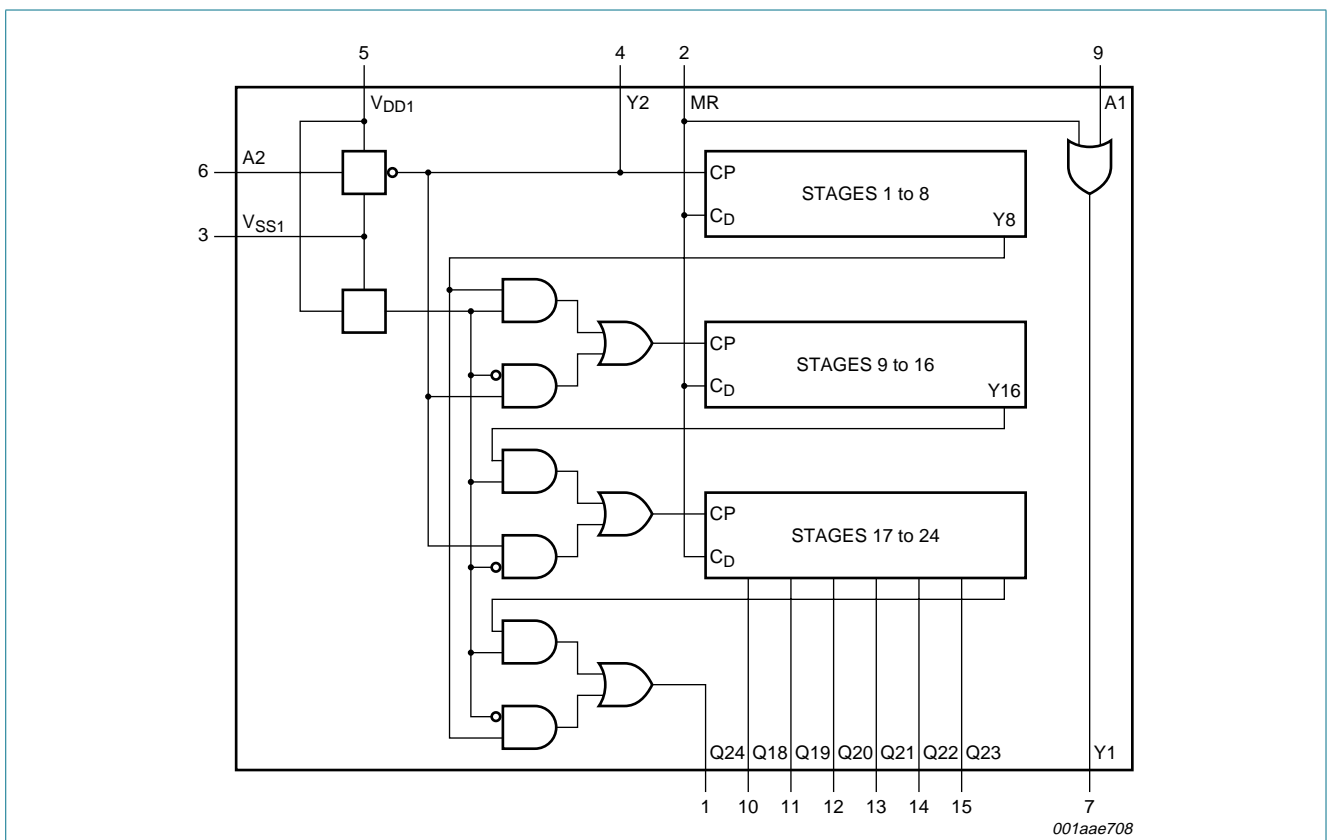 5 4 2 9
VDD1 Y2 MR A1
6 A2
CP
STAGES 1 to 8
CD
Y8
3 VSS1
CP
STAGES 9 to 16
CD
Y16
CP
STAGES 17 to 24
CD
Q24 Q18 Q19 Q20 Q21 Q22 Q23 Y1
1 10 11 12 13 14 15 7
001aae708